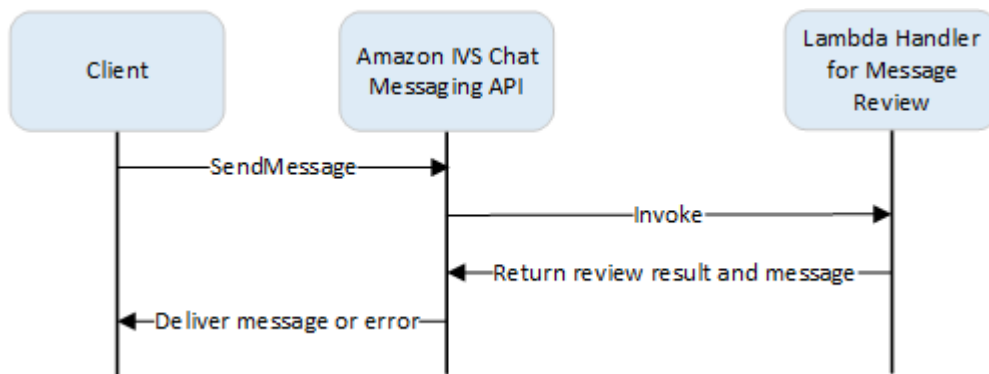 Client
Amazon IVS Chat
Messaging API
Lambda Handler
for Message
Review
SendMessage
Invoke
Return review result and message
Deliver message or error